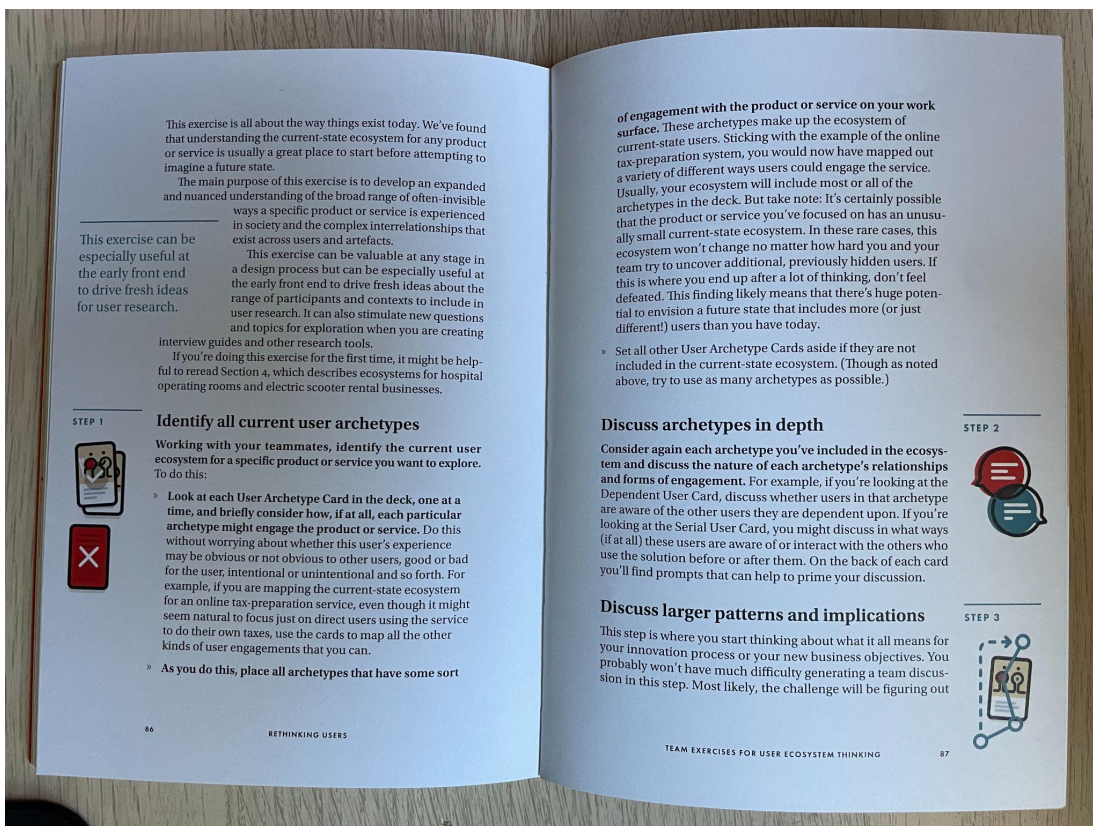 This exercise is all about the way things exist today. We've found
that understanding the current-state ecosystem for any product
or service is usually a great place to start before attempting to
imagine a future state.
The main purpose of this exercise is to develop an expanded
and nuanced understanding of the broad range of often-invisible
ways a specific product or service is experienced
in society and the complex interrelationships that
exist across users and artefacts.
This exercise can be valuable at any stage in
a design process but can be especially useful at
the early front end to drive fresh ideas about the
range of participants and contexts to include in
user research. It can also stimulate new questions
and topics for exploration when you are creating
interview guides and other research tools.
If you're doing this exercise for the first time, it might be help-
ful to reread Section 4, which describes ecosystems for hospital
operating rooms and electric scooter rental businesses.
This exercise can be
especially useful at
the early front end
to drive fresh ideas
for user research.
STEP 1
Identify all current user archetypes
Working with your teammates, identify the current user
ecosystem for a specific product or service you want to explore.
To do this:
» Look at each User Archetype Card in the deck, one at a
time, and briefly consider how, if at all, each particular
archetype might engage the product or service. Do this
without worrying about whether this user's experience
may be obvious or not obvious to other users, good or bad
for the user, intentional or unintentional and so forth. For
example, if you are mapping the current-state ecosystem
for an online tax-preparation service, even though it might
seem natural to focus just on direct users using the service
to do their own taxes, use the cards to map all the other
kinds of user engagements that you can.
» As you do this, place all archetypes that have some sort
86
RETHINKING USERS
of engagement with the product or service on your work
surface. These archetypes make up the ecosystem of
current-state users. Sticking with the example of the online
tax-preparation system, you would now have mapped out
a variety of different ways users could engage the service.
Usually, your ecosystem will include most or all of the
archetypes in the deck. But take note: It's certainly possible
that the product or service you've focused on has an unusu-
ally small current-state ecosystem. In these rare cases, this
ecosystem won't change no matter how hard you and your
team try to uncover additional, previously hidden users. If
this is where you end up after a lot of thinking, don't feel
defeated. This finding likely means that there's huge poten-
tial to envision a future state that includes more (or just
different!) users than you have today.
» Set all other User Archetype Cards aside if they are not
included in the current-state ecosystem. (Though as noted
above, try to use as many archetypes as possible.)
Discuss archetypes in depth
STEP 2
Consider again each archetype you've included in the ecosys-
tem and discuss the nature of each archetype's relationships
and forms of engagement. For example, if you're looking at the
Dependent User Card, discuss whether users in that archetype
are aware of the other users they are dependent upon. If you're
looking at the Serial User Card, you might discuss in what ways
(if at all) these users are aware of or interact with the others who
use the solution before or after them. On the back of each card
you'll find prompts that can help to prime your discussion.
Discuss larger patterns and implications
STEP 3
This step is where you start thinking about what it all means for
your innovation process or your new business objectives. You
probably won't have much difficulty generating a team discus-
sion in this step. Most likely, the challenge will be figuring out
TEAM EXERCISES FOR USER ECOSYSTEM THINKING
87